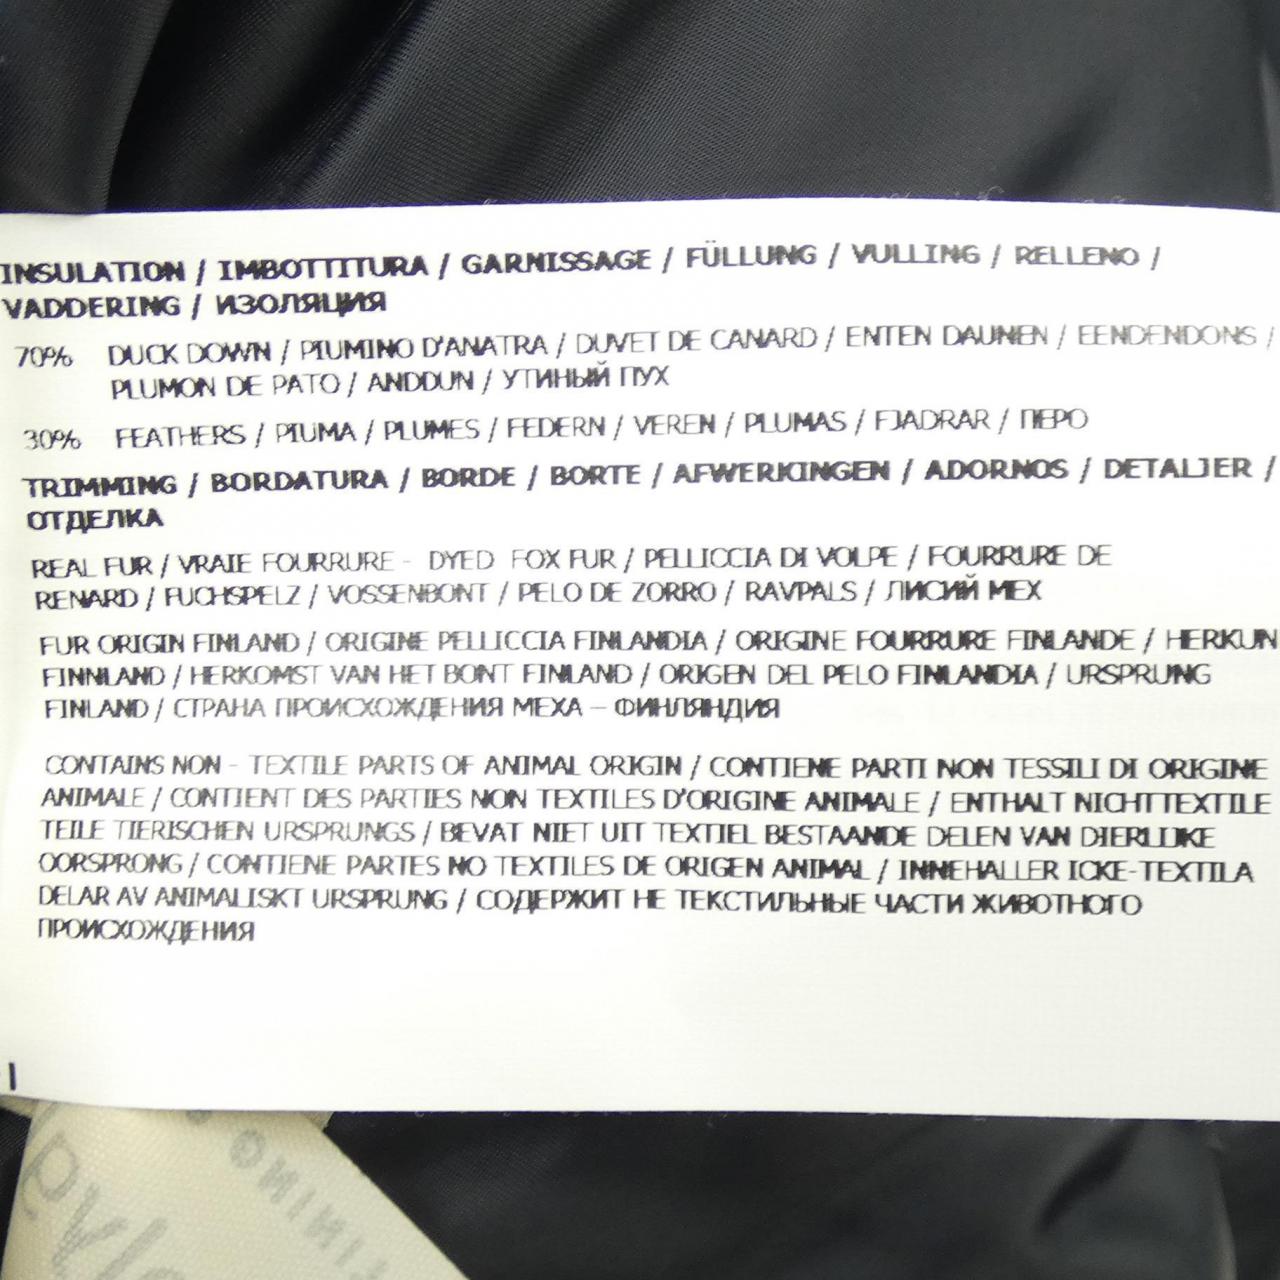 INSULATION / IMBOTTITURA / GARNISSAGE / FÜLLUNG / VULLING / RELLENO /
VADDERING / ИЗОЛЯЦИЯ
70% DUCK DOWN / PIUMINO D'ANATRA / DUVET DE CANARD / ENTEN DAUNEN / EENDENDONS /
PLUMON DE PATO / ANDDUN / УТИНЫЙ ПУХ
30% FEATHERS / PIUMA / PLUMES / FEDERN / VEREN / PLUMAS / FJADRAR / ПЕРО
TRIMMING / BORDATURA / BORDE / BORTE / AFWERKINGEN / ADORNOS / DETALJER /
ОТДЕЛКА
REAL FUR / VRAIE FOURRURE - DYED FOX FUR / PELLICCIA DI VOLPE / FOURRURE DE
RENARD / FUCHSPELZ / VOSSENBONT / PELO DE ZORRO / RAVPALS / ЛИСИЙ МЕХ
FUR ORIGIN FINLAND / ORIGINE PELLICCIA FINLANDIA / ORIGINE FOURRURE FINLANDE / HERKUN
FINNLAND / HERKOMST VAN HET BONT FINLAND / ORIGEN DEL PELO FINLANDIA / URSPRUNG
FINLAND / СТРАНА ПРОИСХОЖДЕНИЯ МЕХА – ФИНЛЯНДИЯ
CONTAINS NON - TEXTILE PARTS OF ANIMAL ORIGIN / CONTIENE PARTI NON TESSILI DI ORIGINE
ANIMALE / CONTIENT DES PARTIES NON TEXTILES D'ORIGINE ANIMALE / ENTHALT NICHTTEXTILE
TEILE TIERISCHEN URSPRUNGS / BEVAT NIET UIT TEXTIEL BESTAANDE DELEN VAN DIERLIJKE
OORSPRONG / CONTIENE PARTES NO TEXTILES DE ORIGEN ANIMAL / INNEHALLER ICKE-TEXTILA
DELAR AV ANIMALISKT URSPRUNG / СОДЕРЖИТ НЕ ТЕКСТИЛЬНЫЕ ЧАСТИ ЖИВОТНОГО
ПРОИСХОЖДЕНИЯ